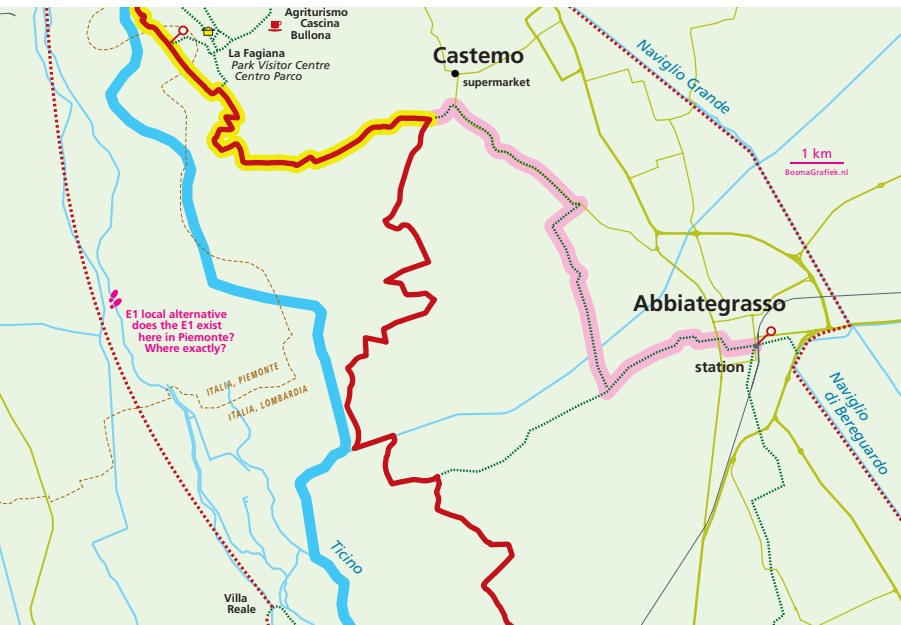 Agriturismo
Cascina
Bullona
La Fagiana
Park Visitor Centre
Centro Parco
Castemo
supermarket
Naviglio Grande
1 km
BosmaGrafiek.nl
E1 local alternative
does the E1 exist
here in Piemonte?
Where exactly?
Abbiategrasso
station
ITALIA, PIEMONTE
ITALIA, LOMBARDIA
Naviglio
di Bereguardo
Ticino
Villa
Reale